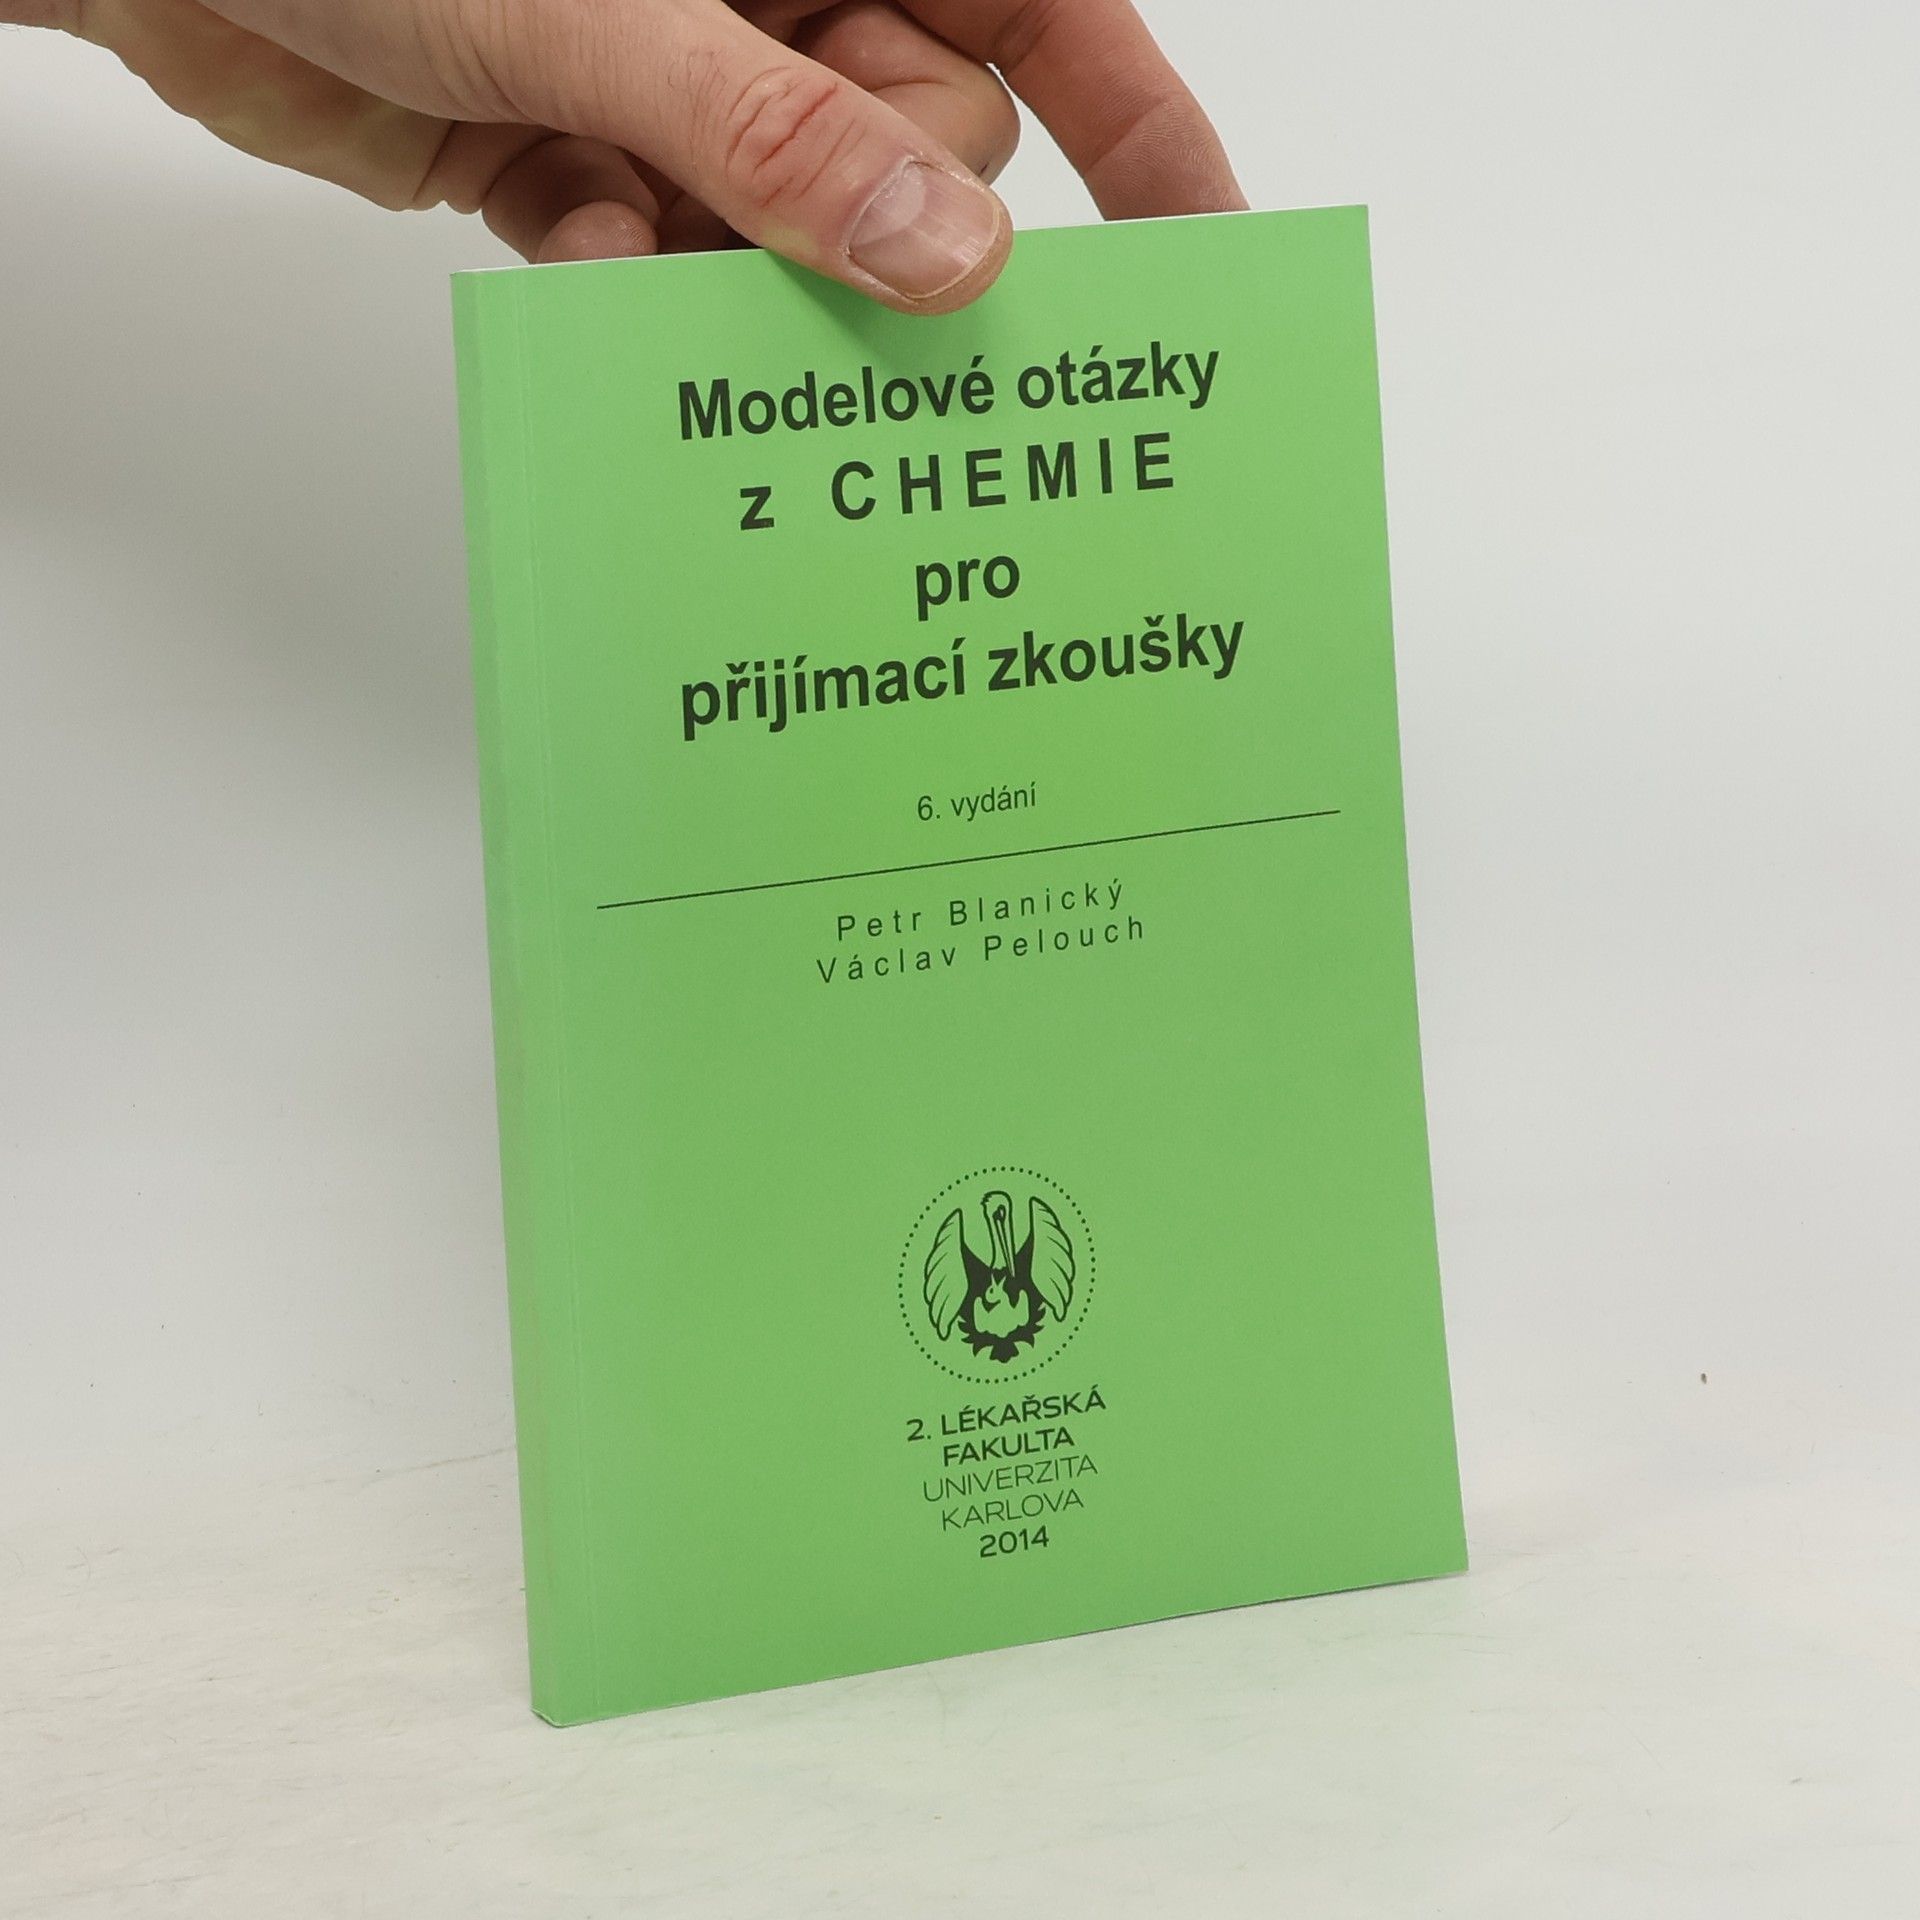 Modelové otázky
z CHEMIE
pro
přijímací zkoušky
6. vydání
Petr Blanický
Václav Pelouch
2. LÉKAŘSKÁ
FAKULTA
UNIVERZITA
KARLOVA
2014